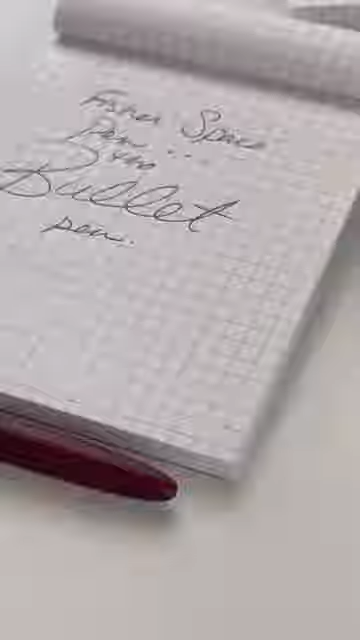 Fisher Space
Pen ...
Bullet
pen.